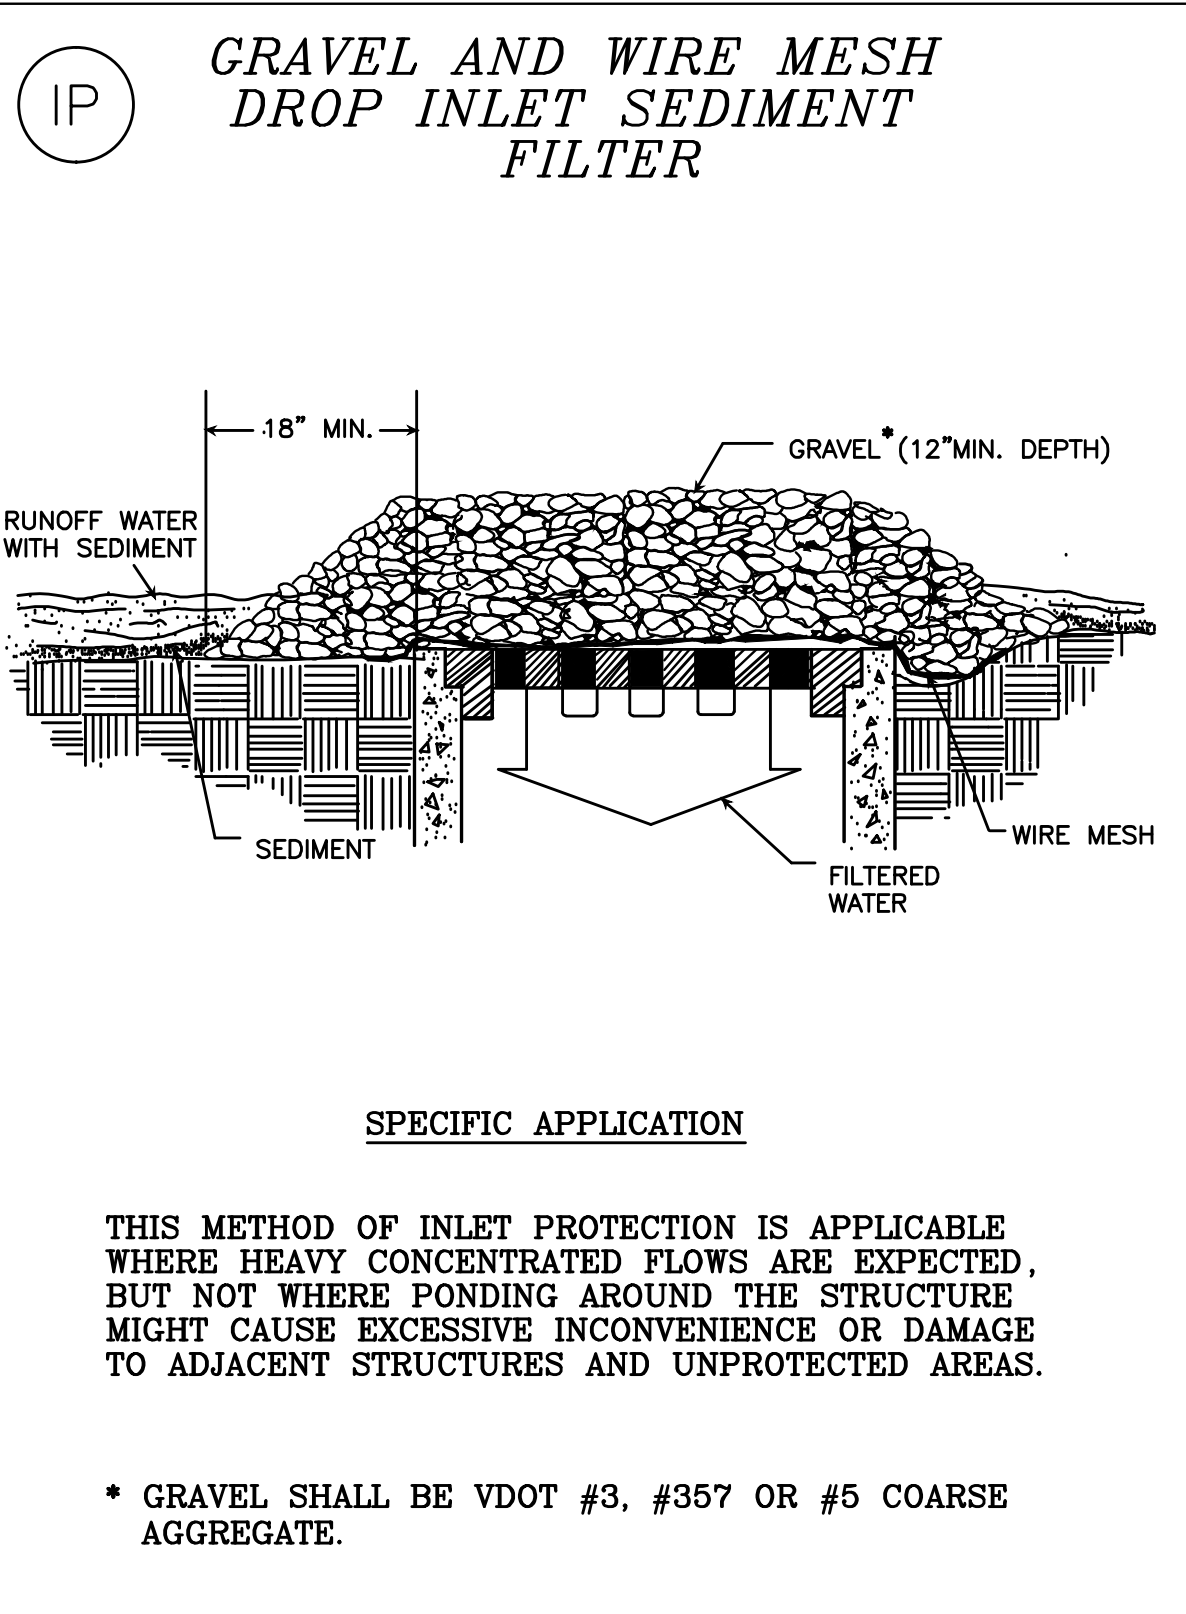 IP
GRAVEL AND WIRE MESH
DROP INLET SEDIMENT
FILTER
18" MIN.
GRAVEL* (12"MIN. DEPTH)
RUNOFF WATER
WITH SEDIMENT
SEDIMENT
WIRE MESH
FILTERED
WATER
SPECIFIC APPLICATION
THIS METHOD OF INLET PROTECTION IS APPLICABLE
WHERE HEAVY CONCENTRATED FLOWS ARE EXPECTED,
BUT NOT WHERE PONDING AROUND THE STRUCTURE
MIGHT CAUSE EXCESSIVE INCONVENIENCE OR DAMAGE
TO ADJACENT STRUCTURES AND UNPROTECTED AREAS.
* GRAVEL SHALL BE VDOT #3, #357 OR #5 COARSE
AGGREGATE.